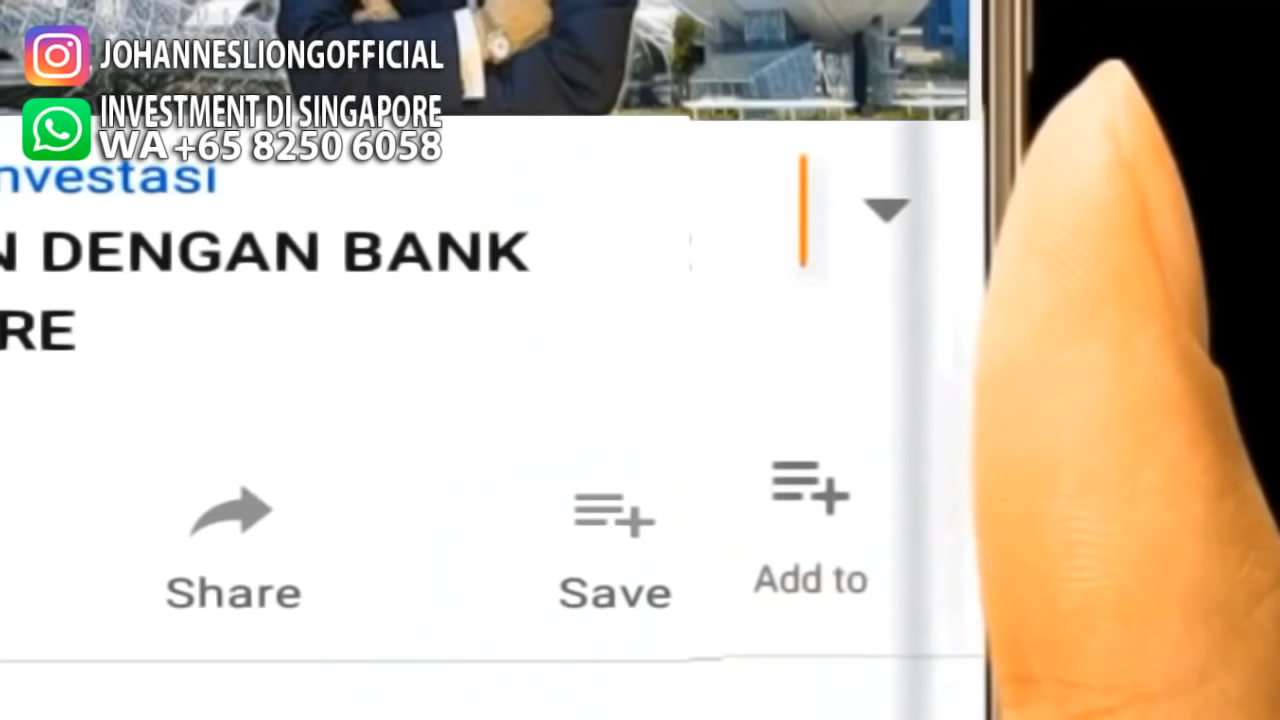 JOHANNESLIONGOFFICIAL
INVESTMENT DI SINGAPORE
WA +65 8250 6058
nvestasi
N DENGAN BANK
RE
Share
Save
Add to